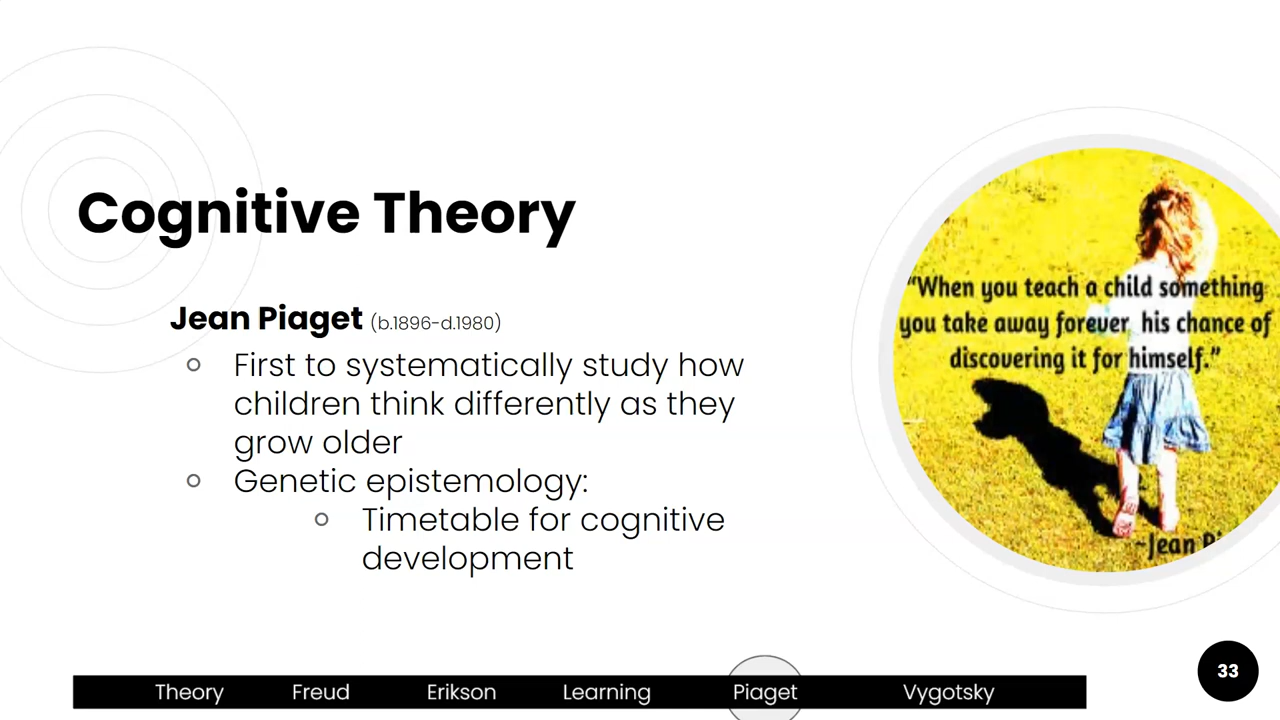 Cognitive Theory
Jean Piaget (b.1896-d.1980)
First to systematically study how
children think differently as they
grow older
Genetic epistemology:
Timetable for cognitive
development
“When you teach a child something
you take away forever his chance of
discovering it for himself.”
~Jean
33
Theory Freud Erikson Learning Piaget Vygotsky